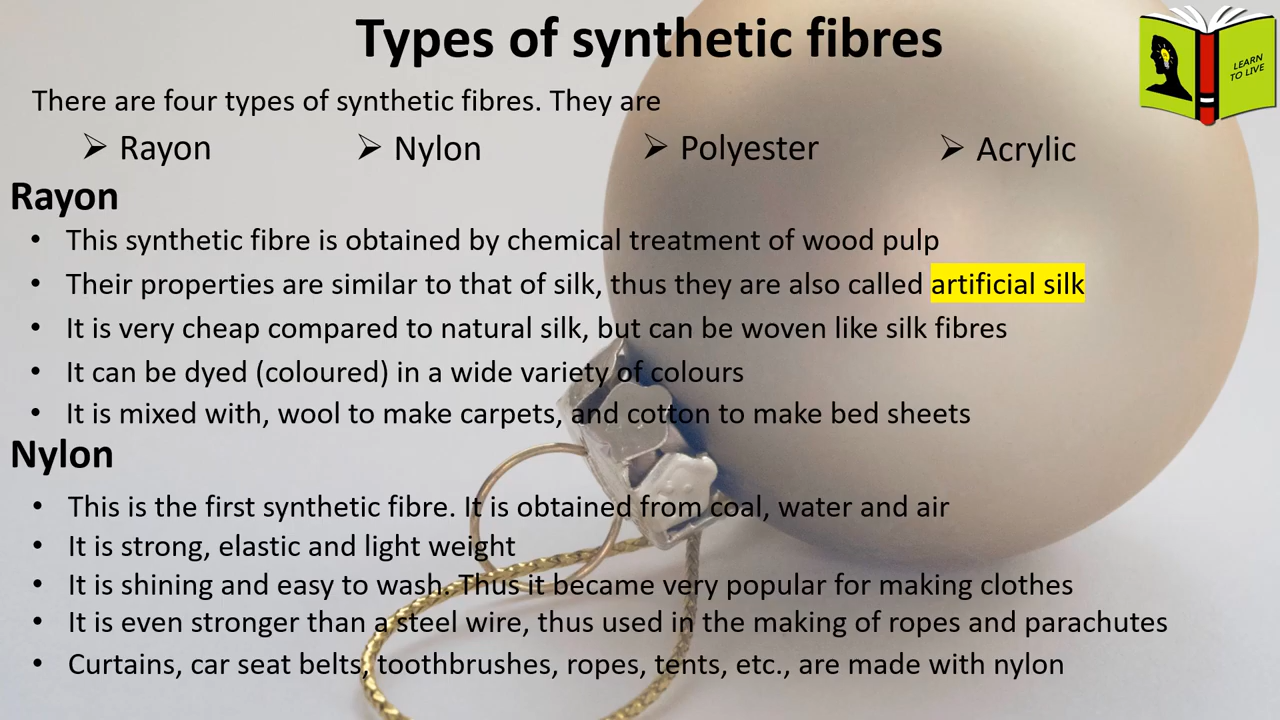 Types of synthetic fibres
LEARN
TO LIVE
There are four types of synthetic fibres. They are
➢ Rayon ➢ Nylon ➢ Polyester ➢ Acrylic
Rayon
• This synthetic fibre is obtained by chemical treatment of wood pulp
• Their properties are similar to that of silk, thus they are also called artificial silk
• It is very cheap compared to natural silk, but can be woven like silk fibres
• It can be dyed (coloured) in a wide variety of colours
• It is mixed with, wool to make carpets, and cotton to make bed sheets
Nylon
• This is the first synthetic fibre. It is obtained from coal, water and air
• It is strong, elastic and light weight
• It is shining and easy to wash. Thus it became very popular for making clothes
• It is even stronger than a steel wire, thus used in the making of ropes and parachutes
• Curtains, car seat belts, toothbrushes, ropes, tents, etc., are made with nylon